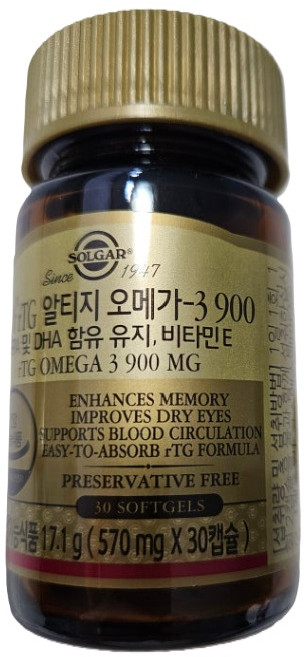 SOLGAR®
Since 1947
rTG 알티지 오메가-3 900
및 DHA 함유 유지, 비타민E
rTG OMEGA 3 900 MG
ENHANCES MEMORY
IMPROVES DRY EYES
SUPPORTS BLOOD CIRCULATION
EASY-TO-ABSORB rTG FORMULA
PRESERVATIVE FREE
30 SOFTGELS
17.1 g ( 570 mg X 30캡슐 )